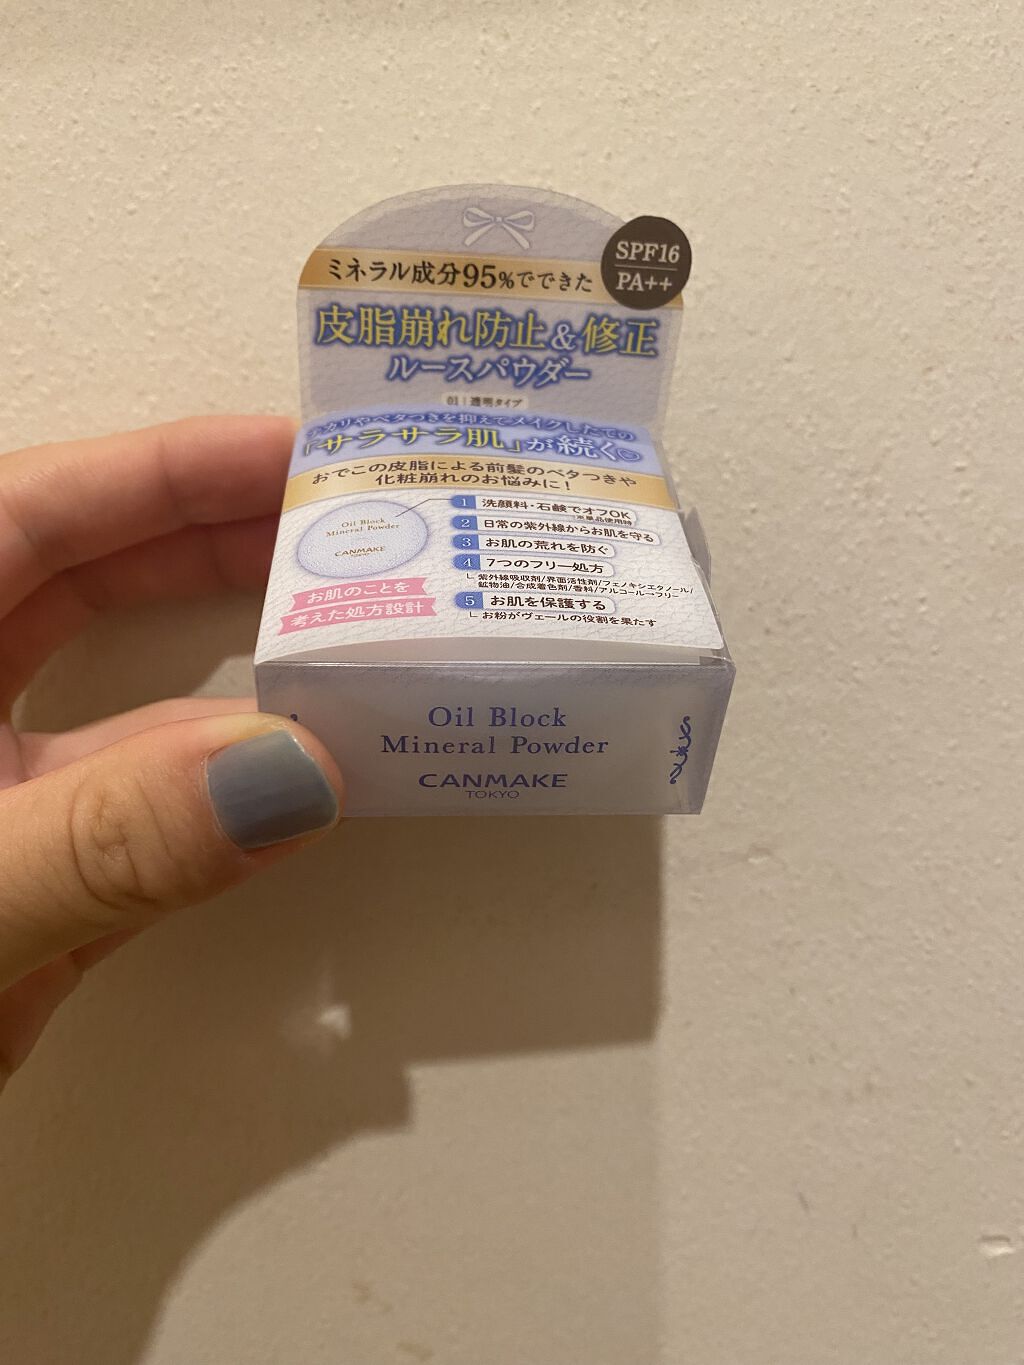 SPF16
PA++
ミネラル成分95%でできた
皮脂崩れ防止&修正
ルースパウダー
01 | 透明タイプ
テカリやベタつきを抑えてメイクしたての
「サラサラ肌」が続く。
おでこの皮脂による前髪のベタつきや
化粧崩れのお悩みに!
Oil Block
Mineral Powder
CANMAKE
TOKYO
お肌のことを
考えた処方設計
1 洗顔料・石鹸でオフOK
※単品使用時
2 日常の紫外線からお肌を守る
3 お肌の荒れを防ぐ
4 7つのフリー処方
紫外線吸収剤/界面活性剤/フェノキシエタノール/
鉱物油/合成着色剤/香料/アルコールーフリー
5 お肌を保護する
お粉がヴェールの役割を果たす
Oil Block
Mineral Powder
CANMAKE
TOKYO